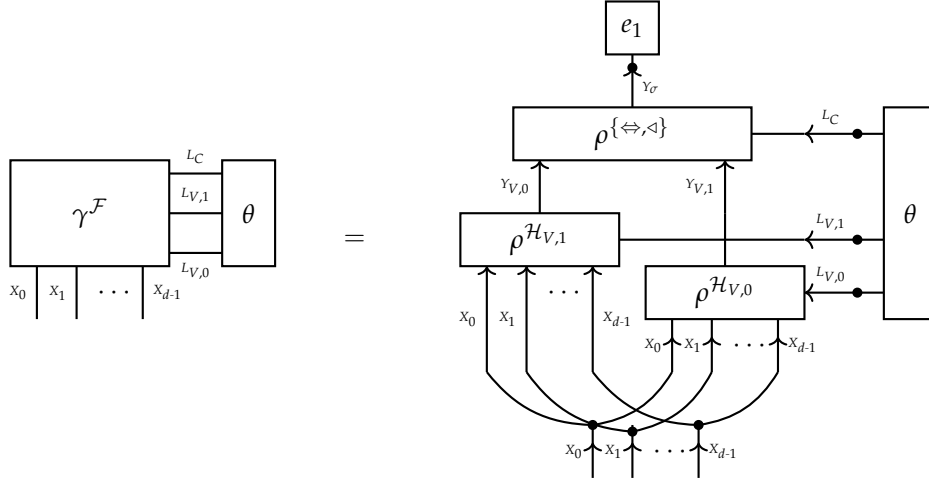 e_1
Y_σ
ρ^{⇔,◁}
L_C
Y_{V,0}
Y_{V,1}
L_C
γ^ℱ
L_{V,1}
θ
L_{V,0}
X_0 X_1 ... X_{d-1}
=
ρ^{ℋ_{V,1}}
L_{V,1}
θ
ρ^{ℋ_{V,0}}
L_{V,0}
X_0 X_1 ... X_{d-1}
X_0 X_1 ... X_{d-1}
X_0 X_1 ... X_{d-1}